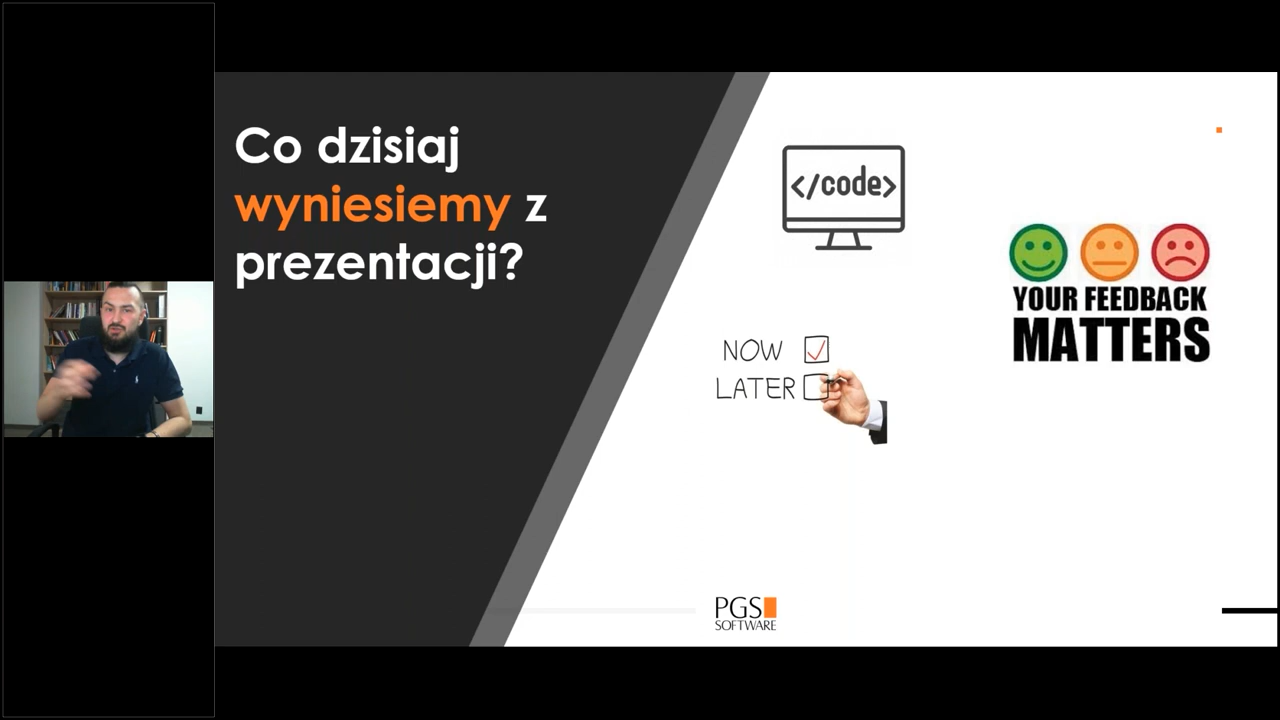 Co dzisiaj
wyniesiemy z
prezentacji?
</code>
NOW
LATER
YOUR FEEDBACK
MATTERS
PGS
SOFTWARE